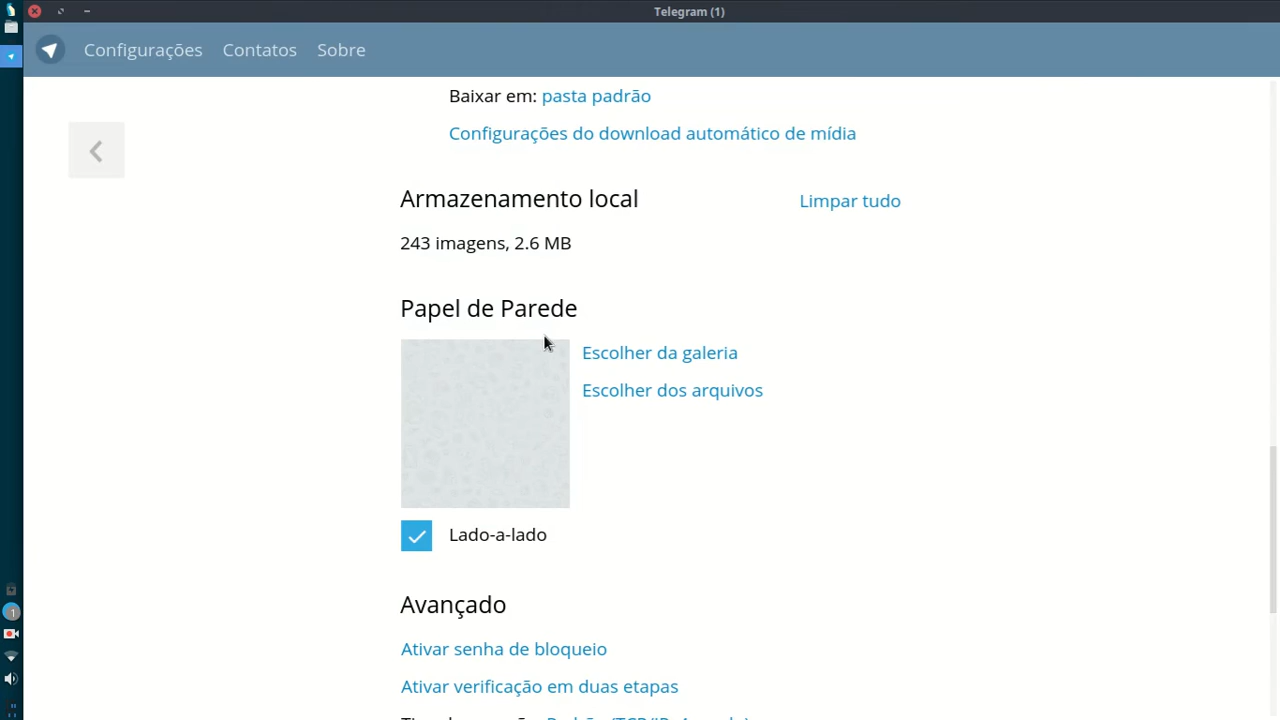 Telegram (1)
Configurações Contatos Sobre
Baixar em: pasta padrão
Configurações do download automático de mídia
Armazenamento local Limpar tudo
243 imagens, 2.6 MB
Papel de Parede
Escolher da galeria
Escolher dos arquivos
Lado-a-lado
Avançado
Ativar senha de bloqueio
Ativar verificação em duas etapas